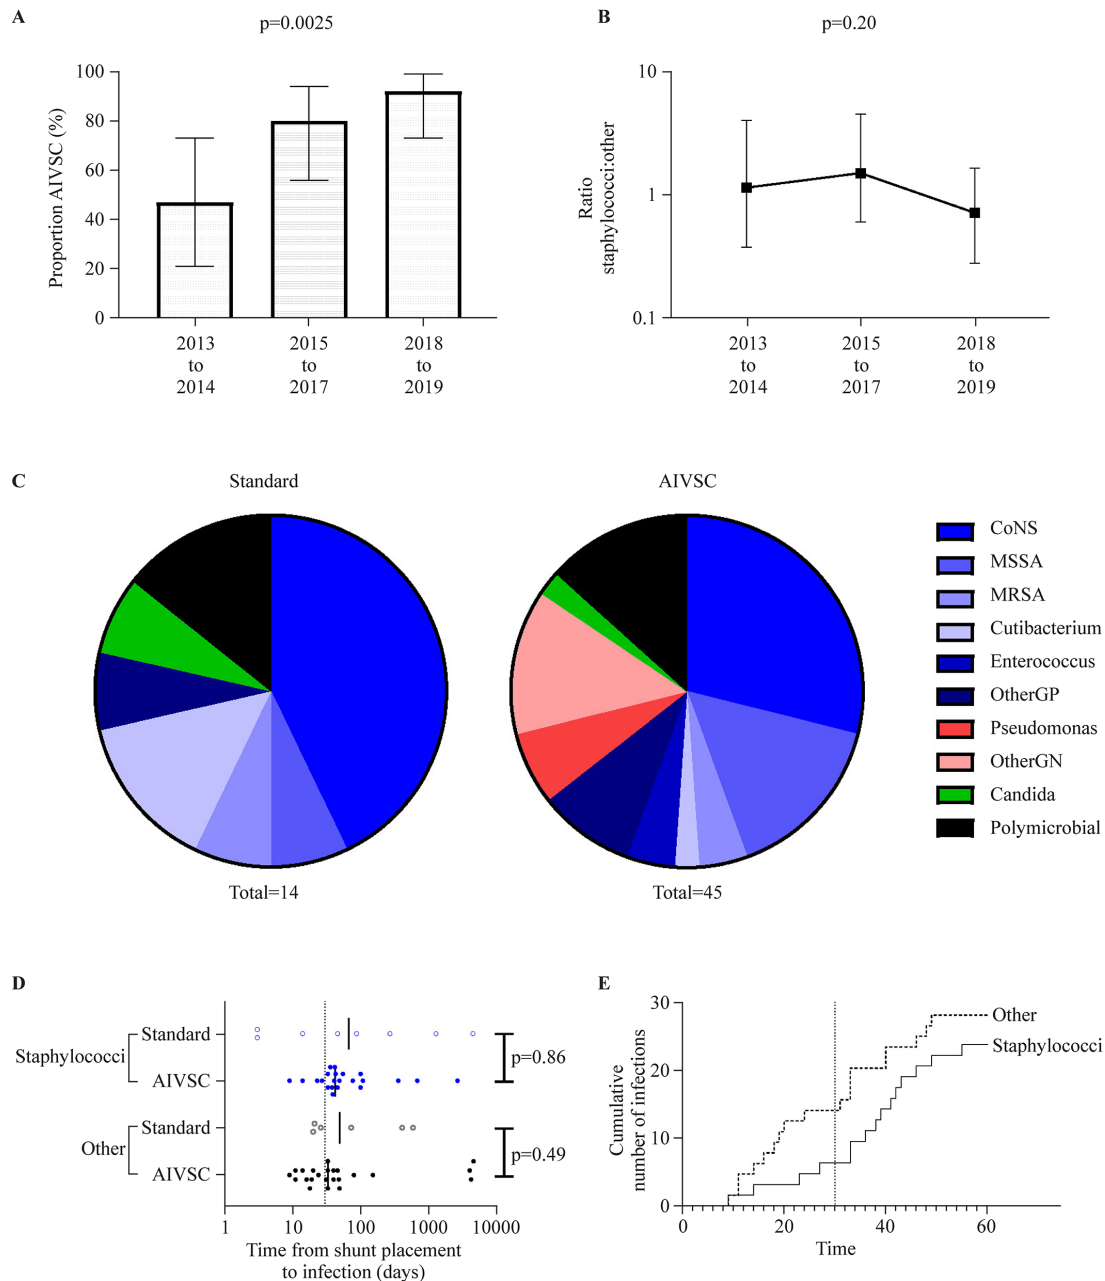 A
p=0.0025
Proportion AIVSC (%)
100
80
60
40
20
0
2013
to
2014
2015
to
2017
2018
to
2019
B
p=0.20
Ratio
staphylococci:other
10
1
0.1
2013
to
2014
2015
to
2017
2018
to
2019
C
Standard
Total=14
AIVSC
Total=45
CoNS
MSSA
MRSA
Cutibacterium
Enterococcus
OtherGP
Pseudomonas
OtherGN
Candida
Polymicrobial
D
Staphylococci
Standard
AIVSC
p=0.86
Other
Standard
AIVSC
p=0.49
1
10
100
1000
10000
Time from shunt placement
to infection (days)
E
Cumulative
number of infections
30
20
10
0
Other
Staphylococci
0
20
40
60
Time